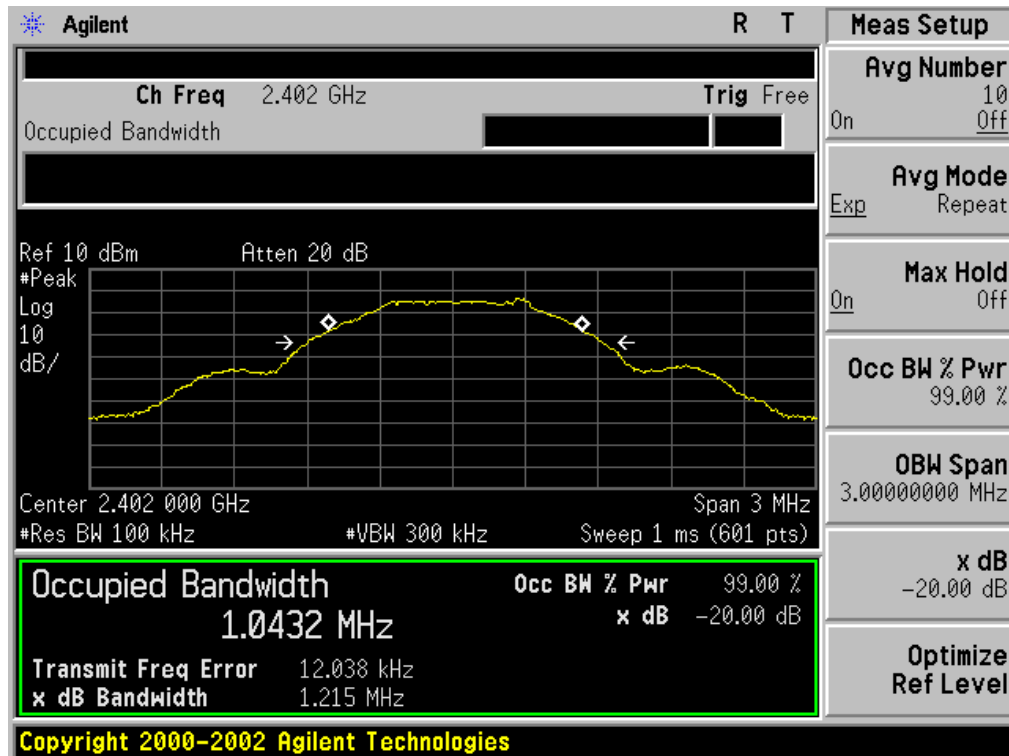 Agilent R T
Ch Freq 2.402 GHz Trig Free
Occupied Bandwidth
Ref 10 dBm Atten 20 dB
#Peak
Log
10
dB/
Center 2.402 000 GHz Span 3 MHz
#Res BW 100 kHz #VBW 300 kHz Sweep 1 ms (601 pts)
Occupied Bandwidth Occ BW % Pwr 99.00 %
1.0432 MHz x dB -20.00 dB
Transmit Freq Error 12.038 kHz
x dB Bandwidth 1.215 MHz
Copyright 2000-2002 Agilent Technologies
Meas Setup
Avg Number
10
On Off
Avg Mode
Exp Repeat
Max Hold
On Off
Occ BW % Pwr
99.00 %
OBW Span
3.00000000 MHz
x dB
-20.00 dB
Optimize
Ref Level